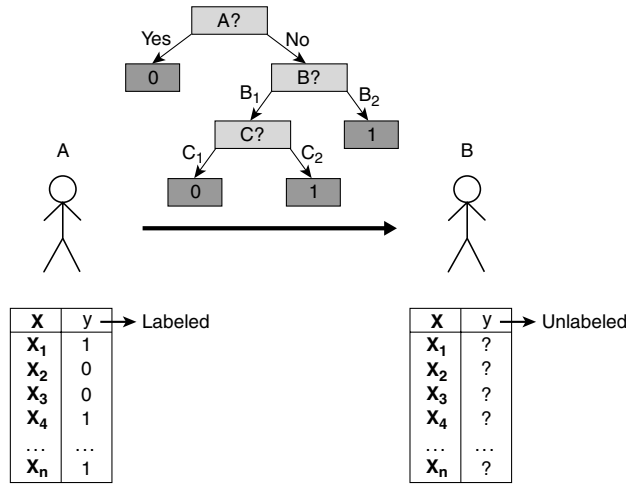 A?
Yes No
0 B?
B₁ B₂
C? 1
A B
C₁ C₂
0 1
X y Labeled
X₁ 1
X₂ 0
X₃ 0
X₄ 1
... ...
Xₙ 1
X y Unlabeled
X₁ ?
X₂ ?
X₃ ?
X₄ ?
... ...
Xₙ ?